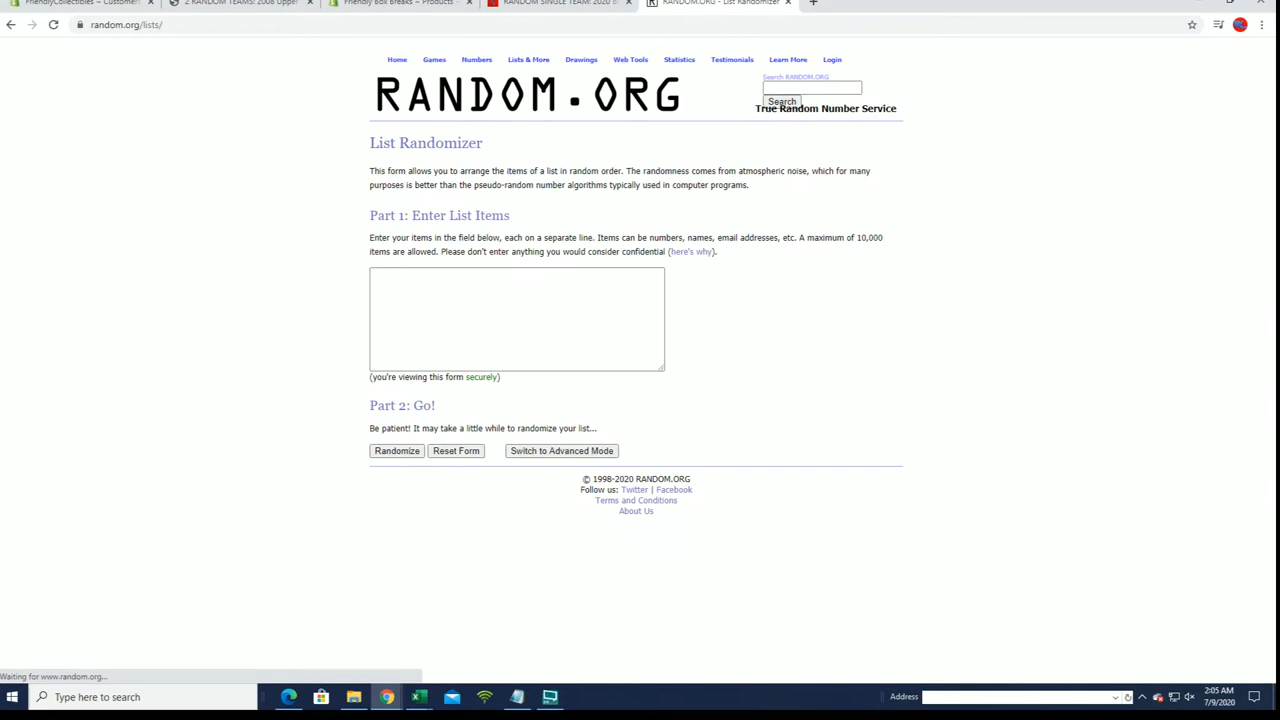 FriendlyCollectibles ~ Customer
2 RANDOM TEAMS: 2008 Upper
Friendly Box Breaks ~ Products ~
RANDOM SINGLE TEAM: 2020 B
RANDOM.ORG - List Randomizer
random.org/lists/
Home Games Numbers Lists & More Drawings Web Tools Statistics Testimonials Learn More Login
RANDOM.ORG
Search RANDOM.ORG
Search
True Random Number Service
List Randomizer
This form allows you to arrange the items of a list in random order. The randomness comes from atmospheric noise, which for many
purposes is better than the pseudo-random number algorithms typically used in computer programs.
Part 1: Enter List Items
Enter your items in the field below, each on a separate line. Items can be numbers, names, email addresses, etc. A maximum of 10,000
items are allowed. Please don't enter anything you would consider confidential (here's why).
(you're viewing this form securely)
Part 2: Go!
Be patient! It may take a little while to randomize your list...
Randomize Reset Form Switch to Advanced Mode
© 1998-2020 RANDOM.ORG
Follow us: Twitter | Facebook
Terms and Conditions
About Us
Waiting for www.random.org...
Type here to search
Address
2:05 AM
7/9/2020